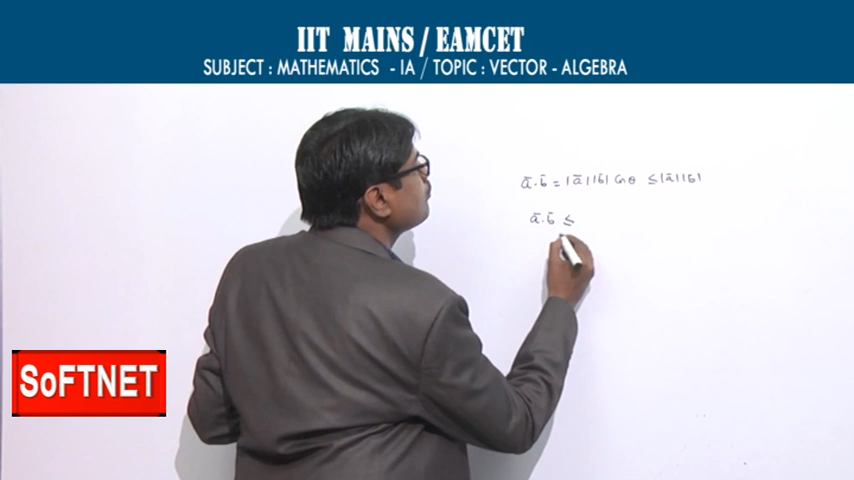 IIT MAINS / EAMCET
SUBJECT : MATHEMATICS - IA / TOPIC : VECTOR - ALGEBRA
a̅.b̅ = |a̅||b̅| Cosθ ≤ |a̅||b̅|
a̅.b̅ ≤
SoFTNET